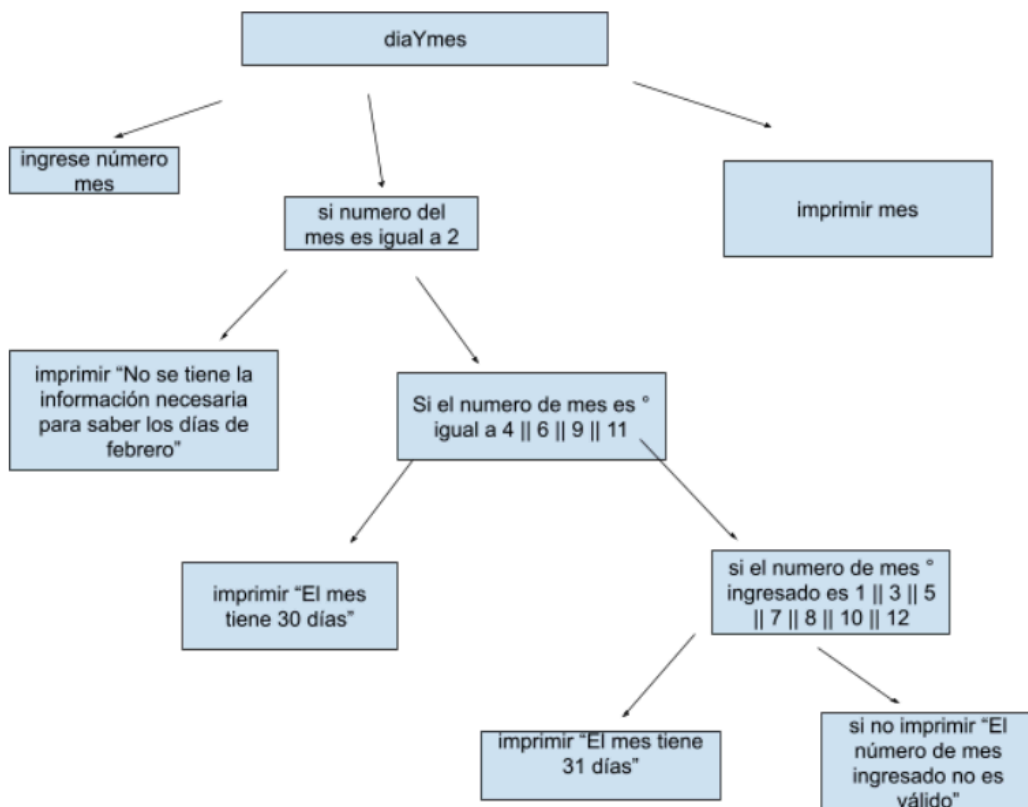 diaYmes
ingrese número
mes
si numero del
mes es igual a 2
imprimir mes
imprimir “No se tiene la
información necesaria
para saber los días de
febrero”
Si el numero de mes es °
igual a 4 || 6 || 9 || 11
imprimir “El mes
tiene 30 días”
si el numero de mes °
ingresado es 1 || 3 || 5
|| 7 || 8 || 10 || 12
imprimir “El mes tiene
31 días”
si no imprimir “El
número de mes
ingresado no es
válido”